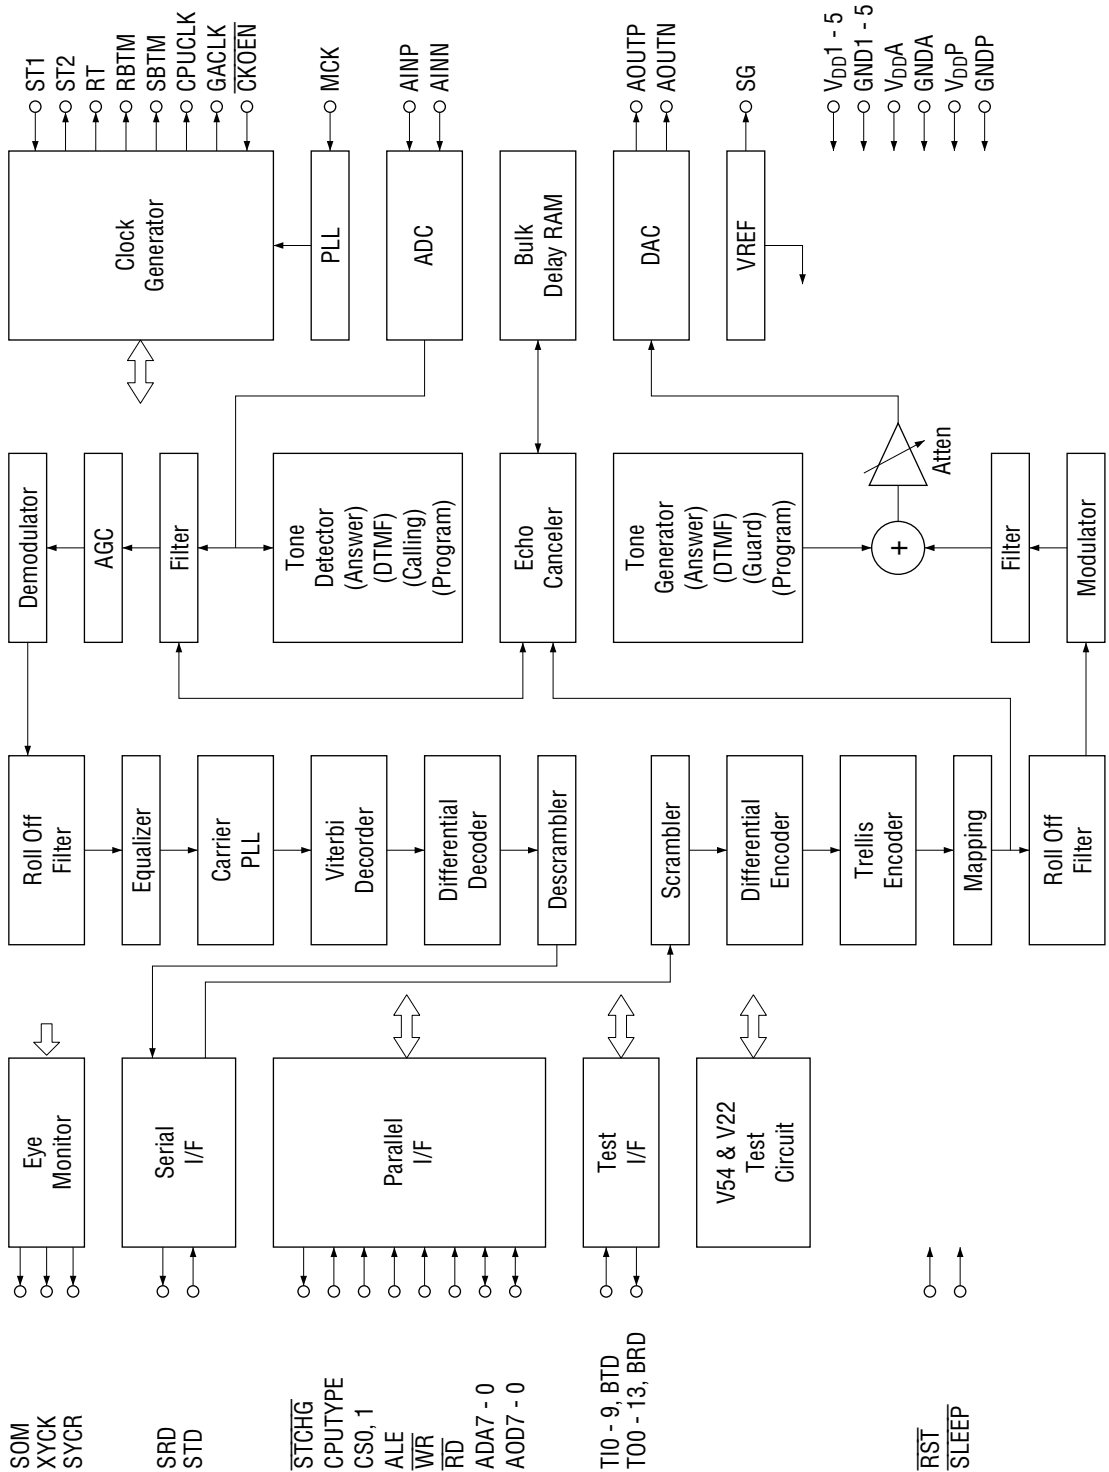 SOM
XYCK
SYCR
SRD
STD
STCHG
CPUTYPE
CS0, 1
ALE
WR
RD
ADA7 - 0
AOD7 - 0
TI0 - 9, BTD
TO0 - 13, BRD
RST
SLEEP
Eye
Monitor
Serial
I/F
Parallel
I/F
Test
I/F
V54 & V22
Test
Circuit
Roll Off
Filter
Equalizer
Carrier
PLL
Viterbi
Decorder
Differential
Decoder
Descrambler
Scrambler
Differential
Encoder
Trellis
Encoder
Mapping
Roll Off
Filter
Demodulator
AGC
Filter
Tone
Detector
(Answer)
(DTMF)
(Calling)
(Program)
Echo
Canceler
Tone
Generator
(Answer)
(DTMF)
(Guard)
(Program)
+
Atten
Filter
Modulator
Clock
Generator
PLL
ADC
Bulk
Delay RAM
DAC
VREF
ST1
ST2
RT
RBTM
SBTM
CPUCLK
GACLK
CKOEN
MCK
AINP
AINN
AOUTP
AOUTN
SG
VDD1 - 5
GND1 - 5
VDDA
GNDA
VDDP
GNDP